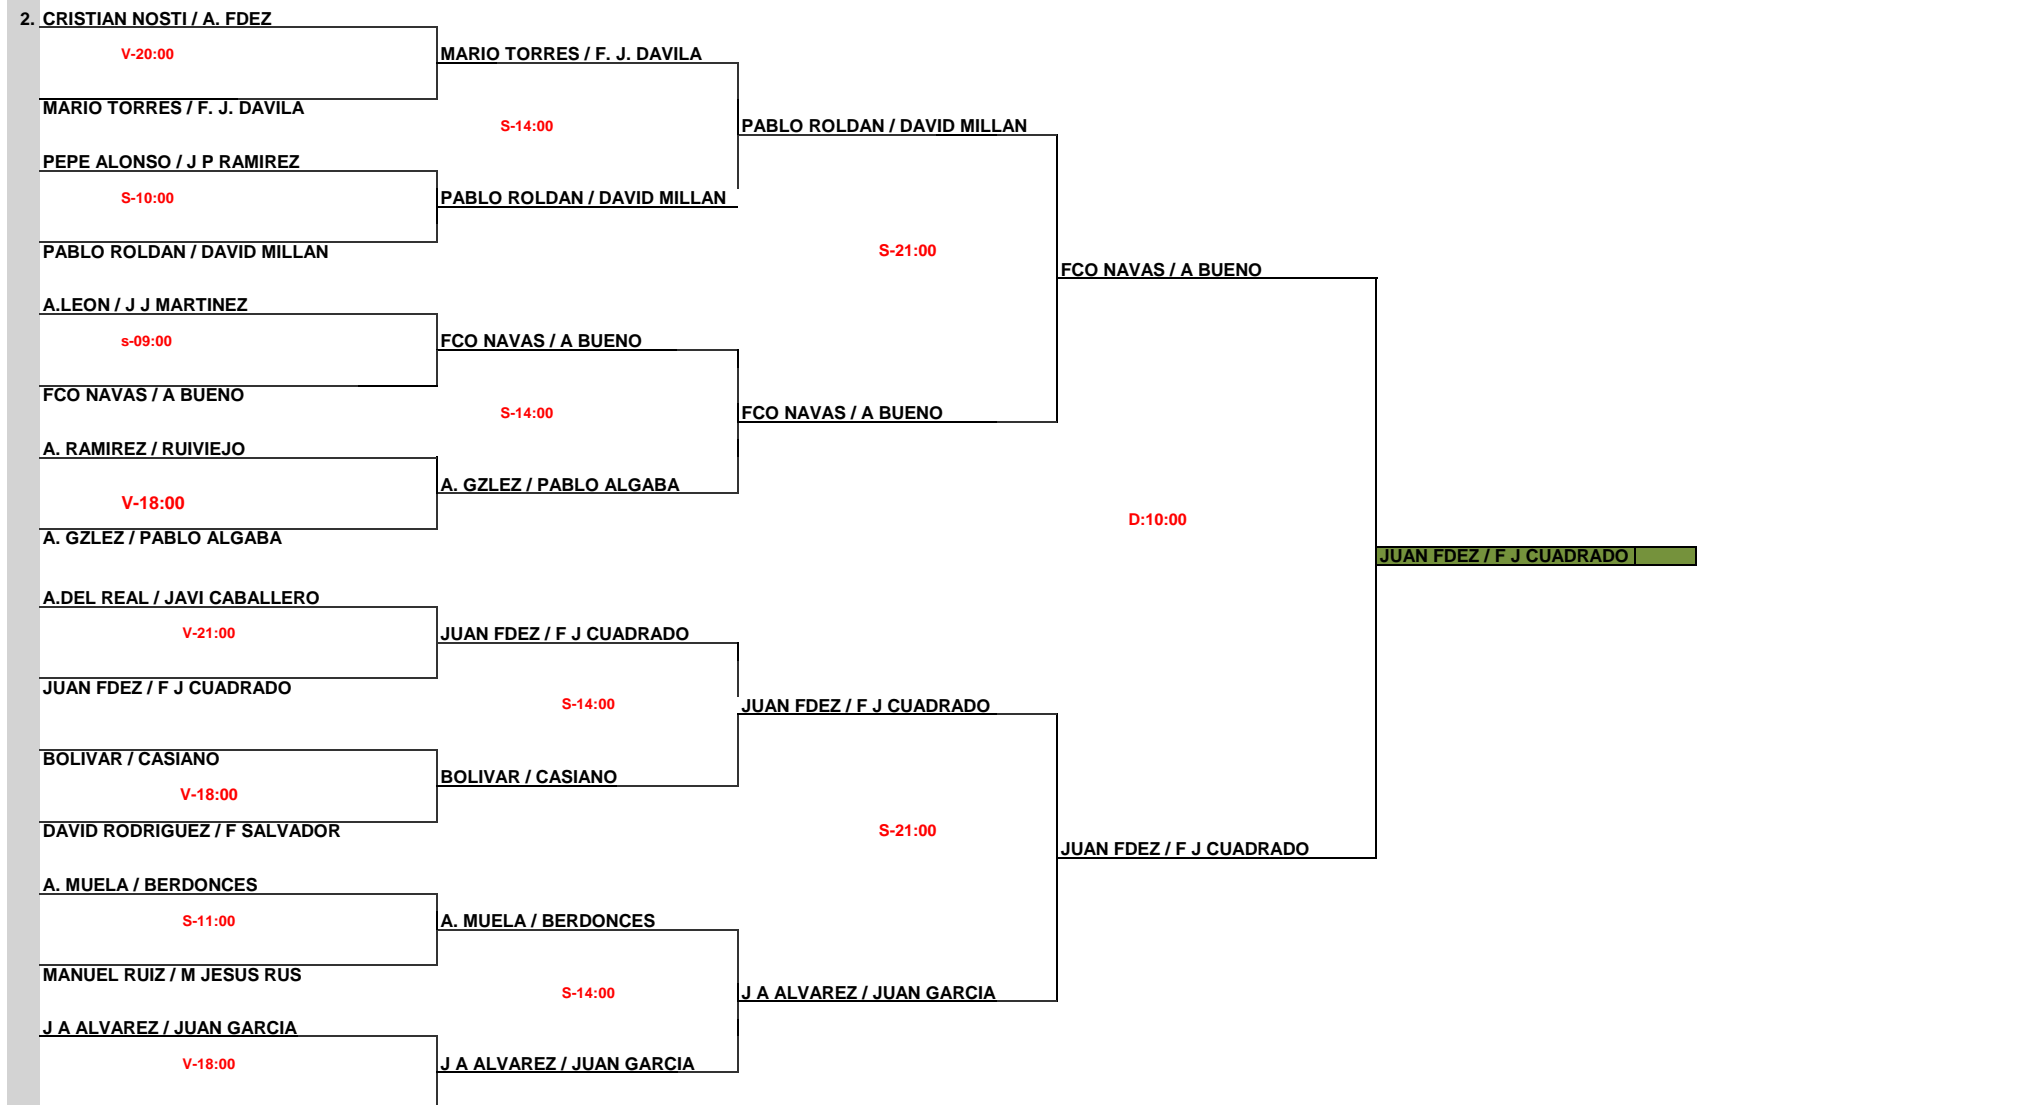 2. CRISTIAN NOSTI / A. FDEZ
V-20:00
MARIO TORRES / F. J. DAVILA
MARIO TORRES / F. J. DAVILA
S-14:00
PABLO ROLDAN / DAVID MILLAN
PEPE ALONSO / J P RAMIREZ
S-10:00
PABLO ROLDAN / DAVID MILLAN
PABLO ROLDAN / DAVID MILLAN
S-21:00
FCO NAVAS / A BUENO
A.LEON / J J MARTINEZ
s-09:00
FCO NAVAS / A BUENO
FCO NAVAS / A BUENO
S-14:00
FCO NAVAS / A BUENO
A. RAMIREZ / RUIVIEJO
V-18:00
A. GZLEZ / PABLO ALGABA
A. GZLEZ / PABLO ALGABA
D:10:00
JUAN FDEZ / F J CUADRADO
A.DEL REAL / JAVI CABALLERO
V-21:00
JUAN FDEZ / F J CUADRADO
JUAN FDEZ / F J CUADRADO
S-14:00
JUAN FDEZ / F J CUADRADO
BOLIVAR / CASIANO
BOLIVAR / CASIANO
V-18:00
DAVID RODRIGUEZ / F SALVADOR
S-21:00
JUAN FDEZ / F J CUADRADO
A. MUELA / BERDONCES
S-11:00
A. MUELA / BERDONCES
MANUEL RUIZ / M JESUS RUS
S-14:00
J A ALVAREZ / JUAN GARCIA
J A ALVAREZ / JUAN GARCIA
V-18:00
J A ALVAREZ / JUAN GARCIA